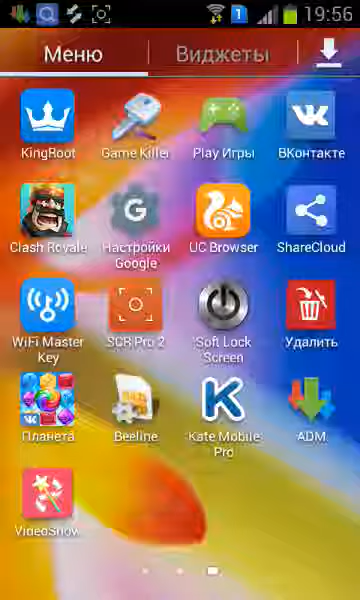 1 19:56
Меню Виджеты
KingRoot Game Killer Play Игры ВКонтакте
Clash Royale Настройки Google UC Browser ShareCloud
WiFi Master Key SCR Pro 2 Soft Lock Screen Удалить
Планета Beeline Kate Mobile Pro ADM
VideoShow